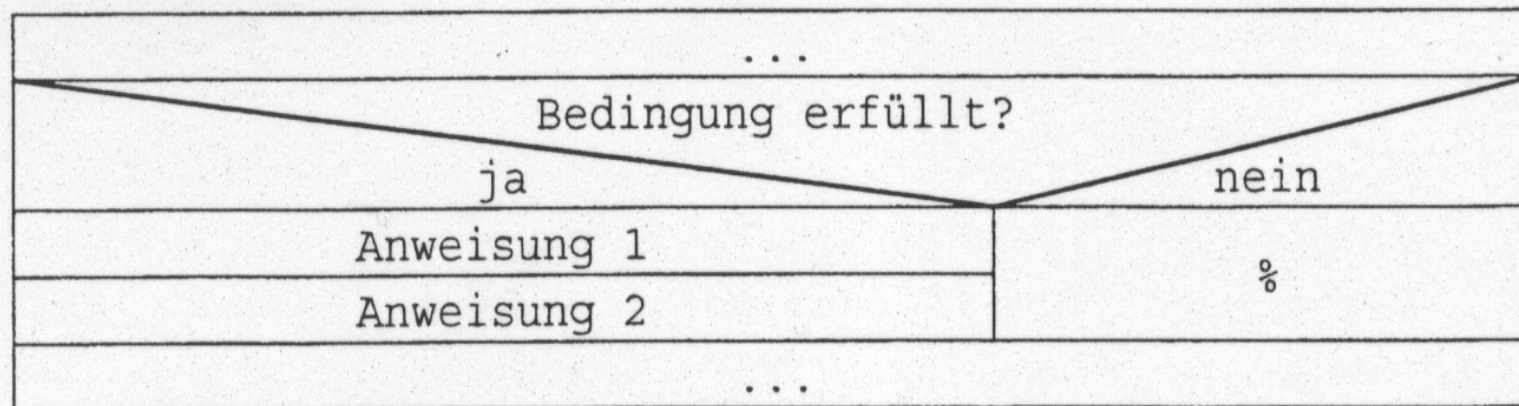 ...
Bedingung erfüllt?
ja nein
Anweisung 1
%
Anweisung 2
...